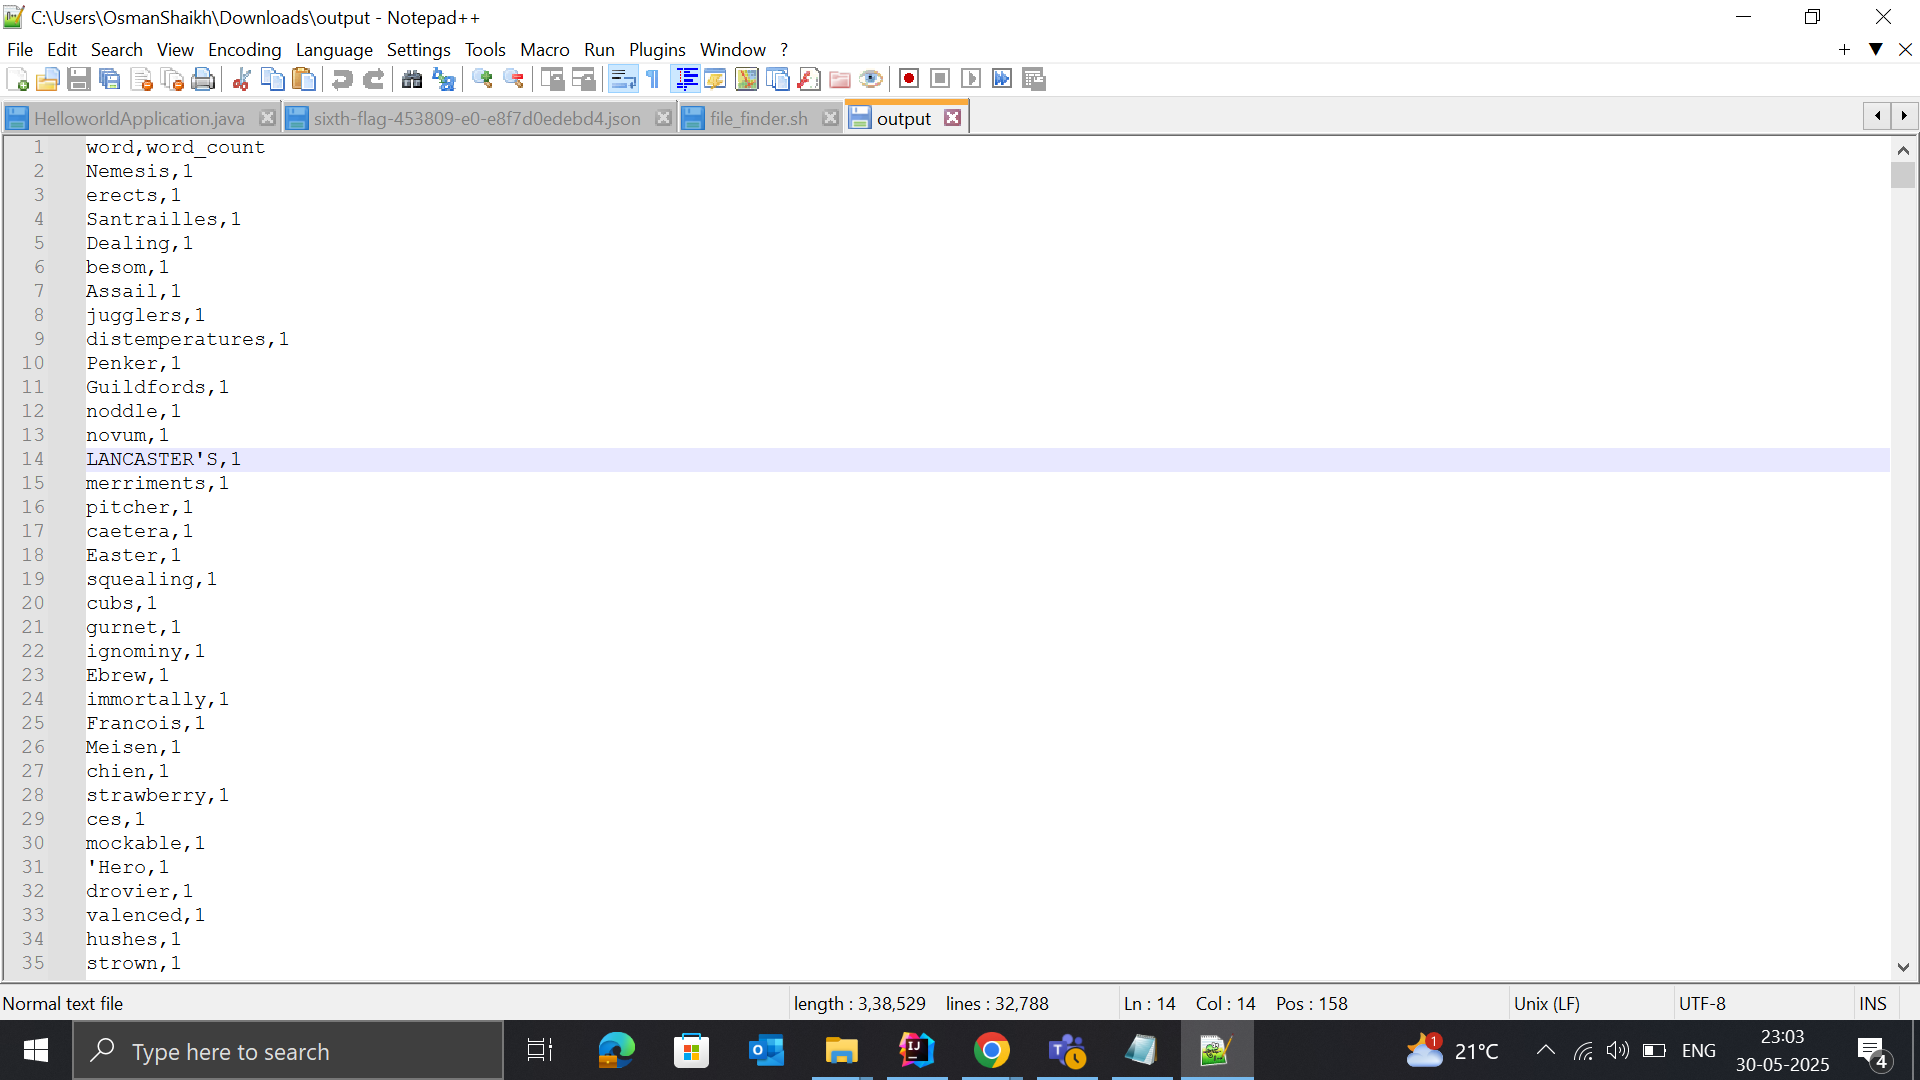 C:\Users\OsmanShaikh\Downloads\output - Notepad++
File Edit Search View Encoding Language Settings Tools Macro Run Plugins Window ?
HelloworldApplication.java sixth-flag-453809-e0-e8f7d0edebd4.json file_finder.sh output
1 word,word_count
2 Nemesis,1
3 erects,1
4 Santrailles,1
5 Dealing,1
6 besom,1
7 Assail,1
8 jugglers,1
9 distemperatures,1
10 Penker,1
11 Guildfords,1
12 noddle,1
13 novum,1
14 LANCASTER'S,1
15 merriments,1
16 pitcher,1
17 caetera,1
18 Easter,1
19 squealing,1
20 cubs,1
21 gurnet,1
22 ignominy,1
23 Ebrew,1
24 immortally,1
25 Francois,1
26 Meisen,1
27 chien,1
28 strawberry,1
29 ces,1
30 mockable,1
31 'Hero,1
32 drovier,1
33 valenced,1
34 hushes,1
35 strown,1
Normal text file length : 3,38,529 lines : 32,788 Ln : 14 Col : 14 Pos : 158 Unix (LF) UTF-8 INS
Type here to search 1 21°C ENG 23:03 4
30-05-2025